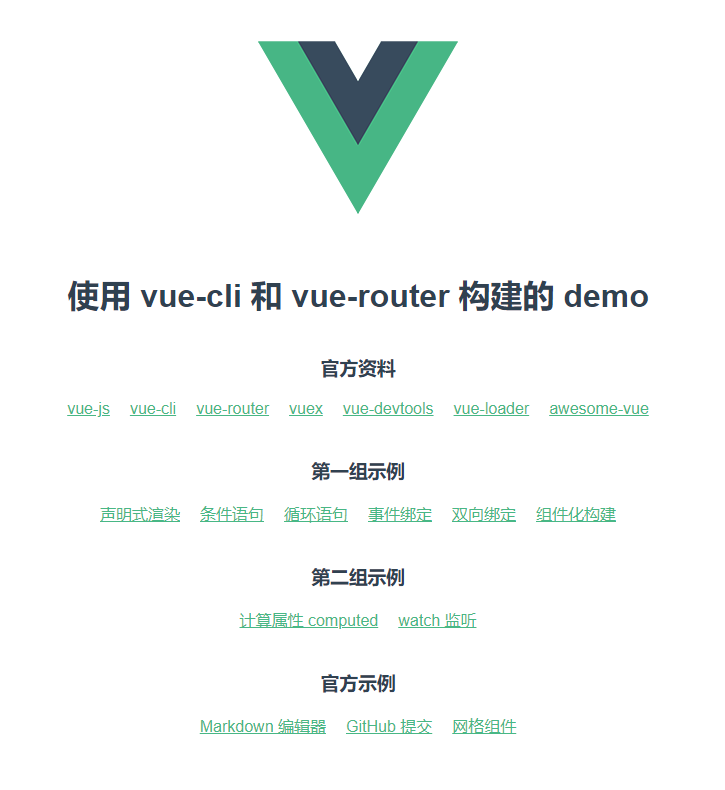 使用 vue-cli 和 vue-router 构建的 demo
官方资料
vue-js vue-cli vue-router vuex vue-devtools vue-loader awesome-vue
第一组示例
声明式渲染 条件语句 循环语句 事件绑定 双向绑定 组件化构建
第二组示例
计算属性 computed watch 监听
官方示例
Markdown 编辑器 GitHub 提交 网格组件